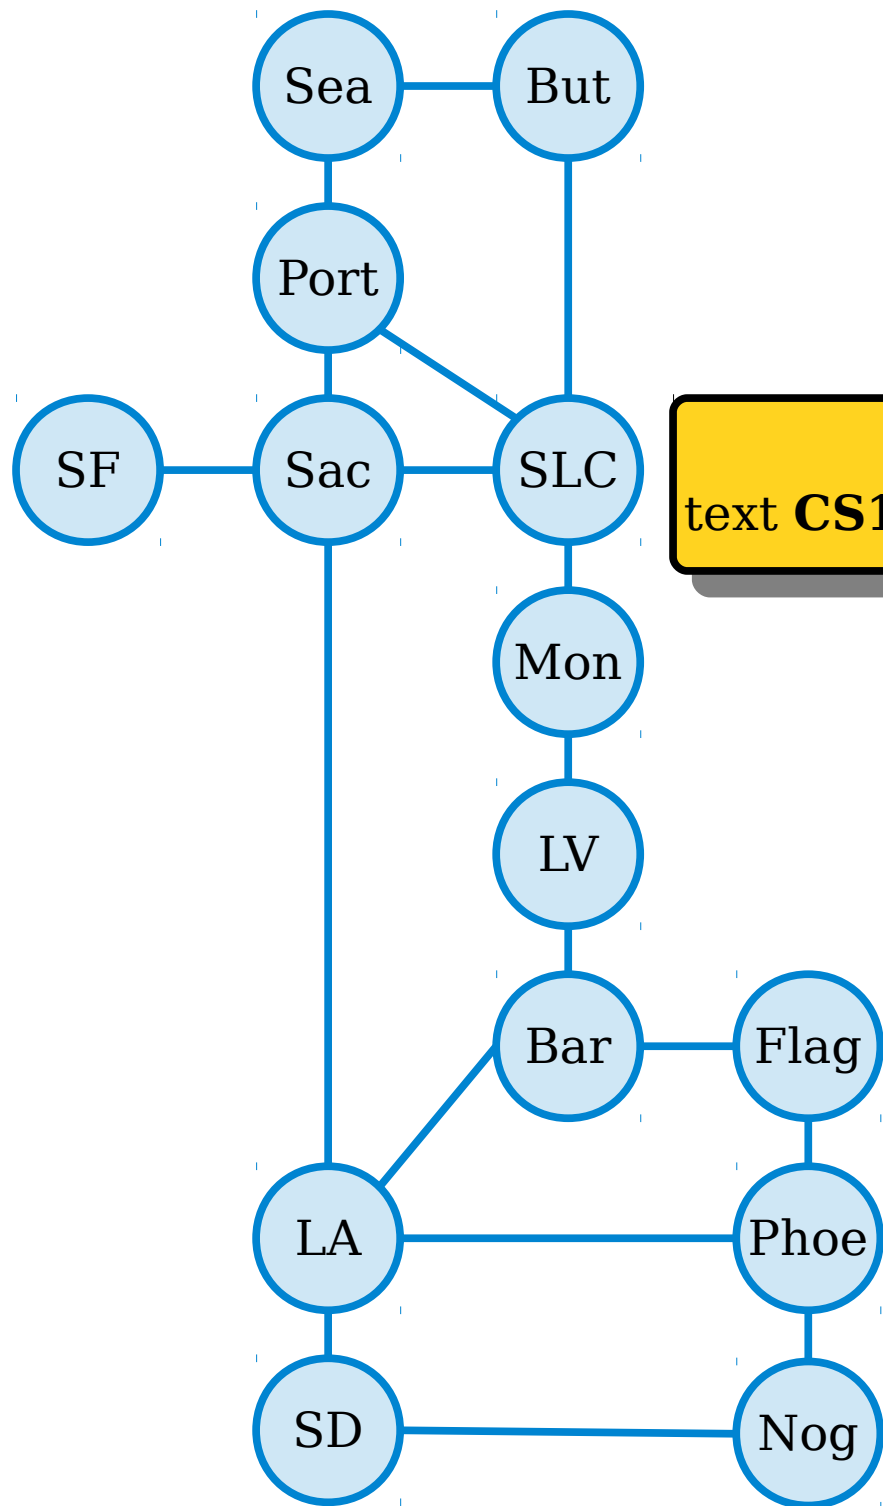 Sea But
Port
SF Sac SLC
text CS1
Mon
LV
Bar Flag
LA Phoe
SD Nog